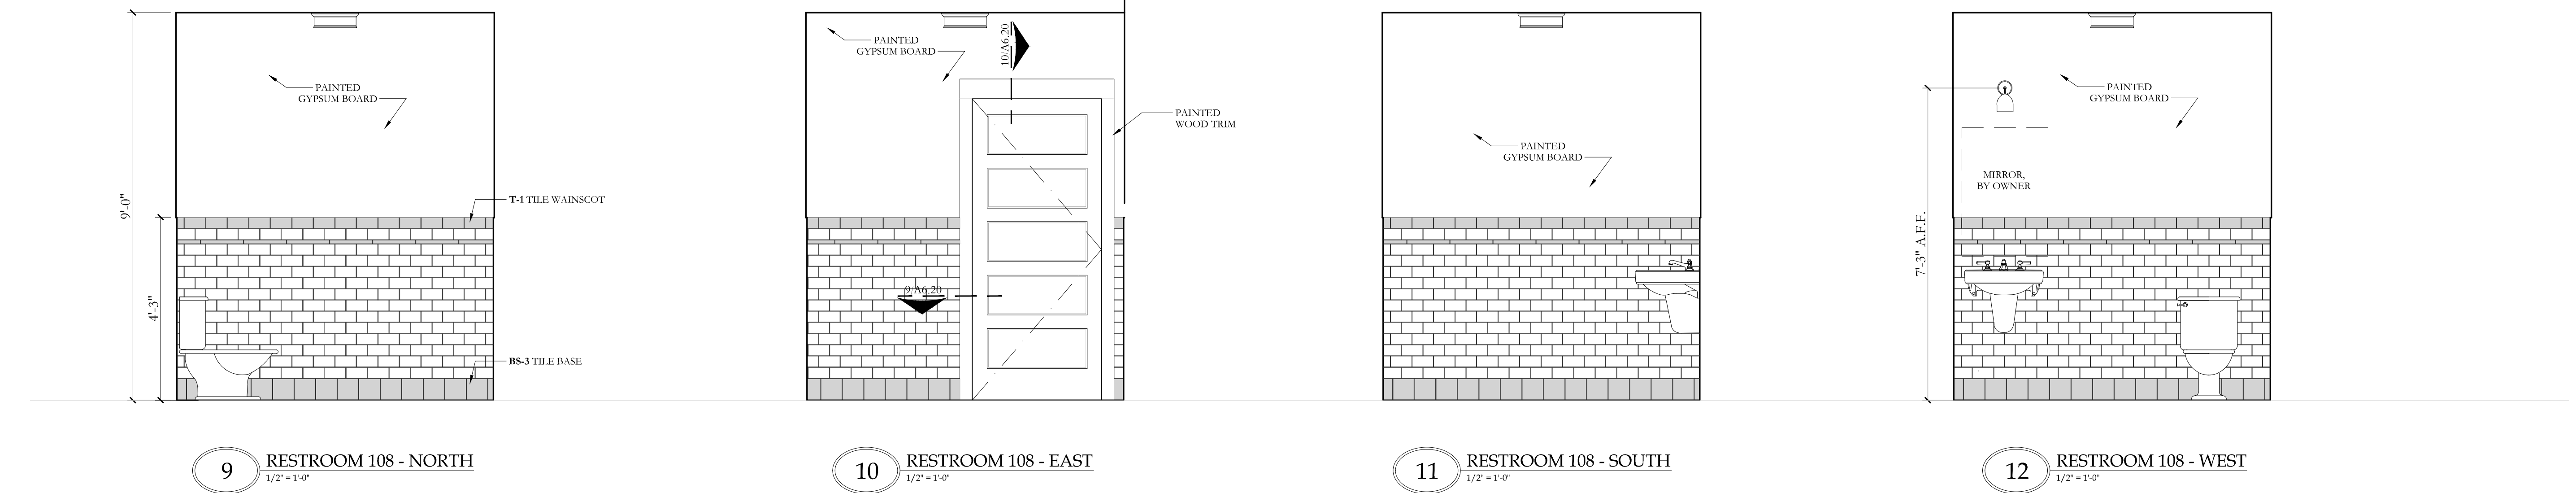 9'-0"
4'-3"
PAINTED
GYPSUM BOARD
T-1 TILE WAINSCOT
BS-3 TILE BASE
9
RESTROOM 108 - NORTH
1/2" = 1'-0"
PAINTED
GYPSUM BOARD
10/A6.20
PAINTED
WOOD TRIM
9/A6.20
10
RESTROOM 108 - EAST
1/2" = 1'-0"
PAINTED
GYPSUM BOARD
11
RESTROOM 108 - SOUTH
1/2" = 1'-0"
7'-3" A.F.F.
PAINTED
GYPSUM BOARD
MIRROR,
BY OWNER
12
RESTROOM 108 - WEST
1/2" = 1'-0"